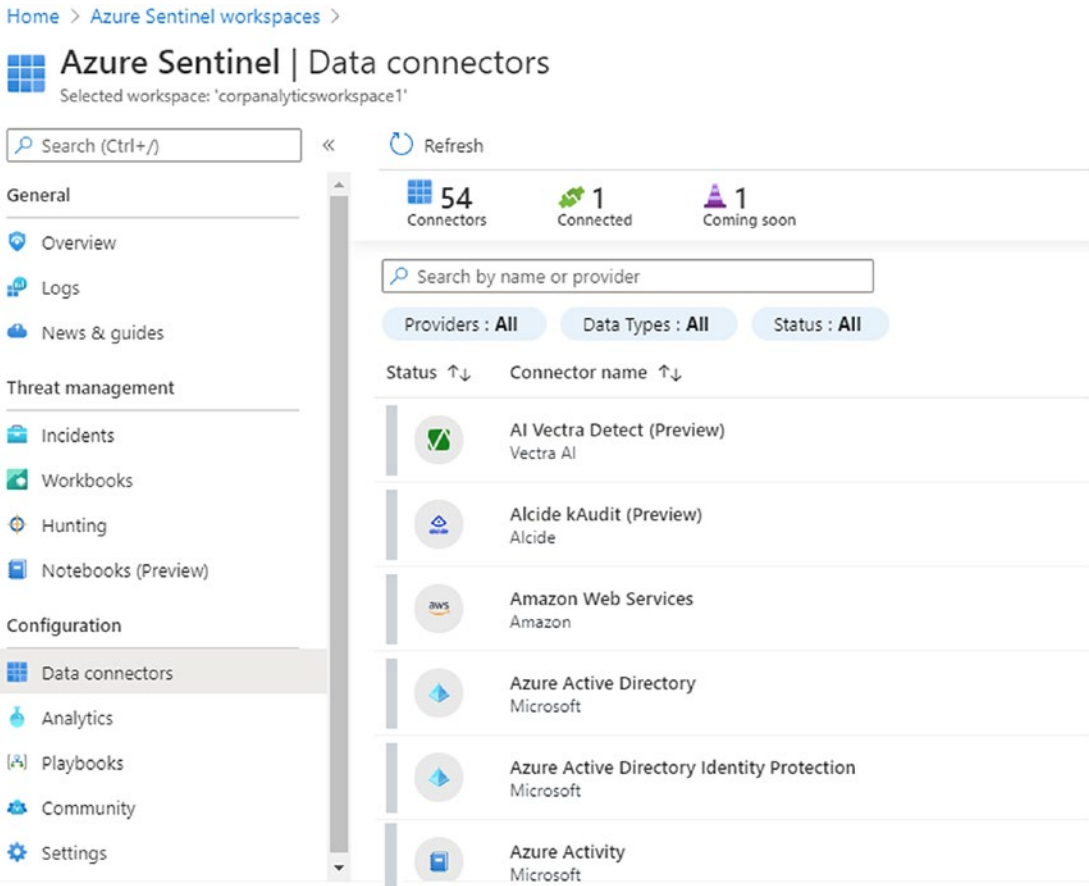 Home > Azure Sentinel workspaces >
Azure Sentinel | Data connectors
Selected workspace: 'corpanalyticsworkspace1'
Search (Ctrl+/)
«
General
Overview
Logs
News & guides
Threat management
Incidents
Workbooks
Hunting
Notebooks (Preview)
Configuration
Data connectors
Analytics
Playbooks
Community
Settings
Refresh
54
Connectors
1
Connected
1
Coming soon
Search by name or provider
Providers : All
Data Types : All
Status : All
Status ↑↓
Connector name ↑↓
AI Vectra Detect (Preview)
Vectra AI
Alcide kAudit (Preview)
Alcide
aws
Amazon Web Services
Amazon
Azure Active Directory
Microsoft
Azure Active Directory Identity Protection
Microsoft
Azure Activity
Microsoft